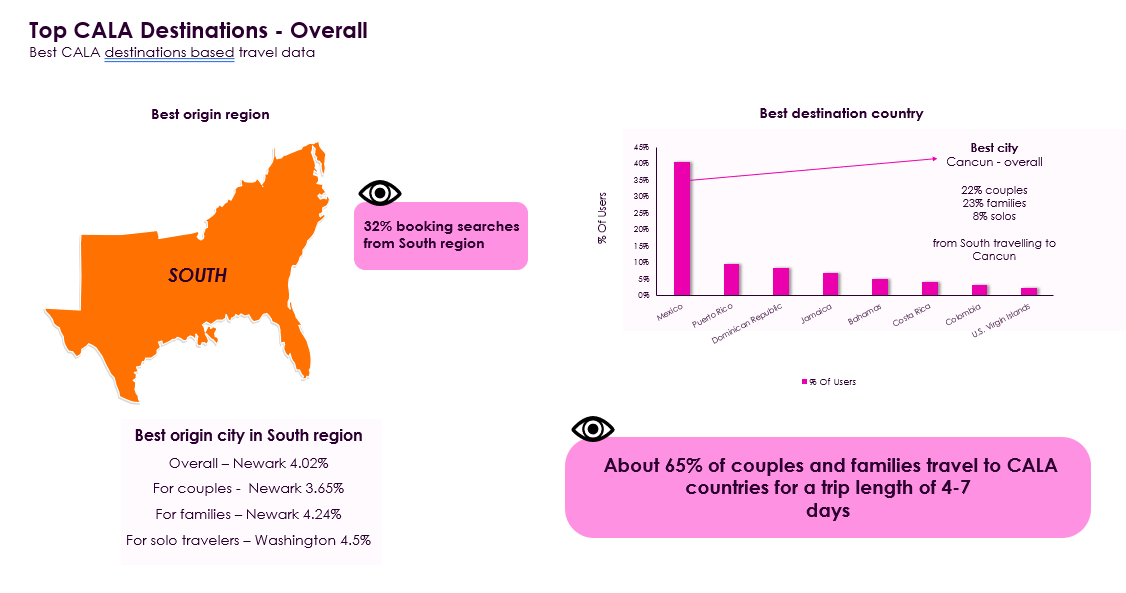 Top CALA Destinations - Overall
Best CALA destinations based travel data
Best origin region
SOUTH
32% booking searches
from South region
Best origin city in South region
Overall – Newark 4.02%
For couples -  Newark 3.65%
For families – Newark 4.24%
For solo travelers – Washington 4.5%
Best destination country
% Of Users
45%
40%
35%
30%
25%
20%
15%
10%
5%
0%
Mexico
Puerto Rico
Dominican Republic
Jamaica
Bahamas
Costa Rica
Colombia
U.S. Virgin Islands
Best city
Cancun - overall
22% couples
23% families
8% solos
from South travelling to
Cancun
% Of Users
About 65% of couples and families travel to CALA
countries for a trip length of 4-7
days